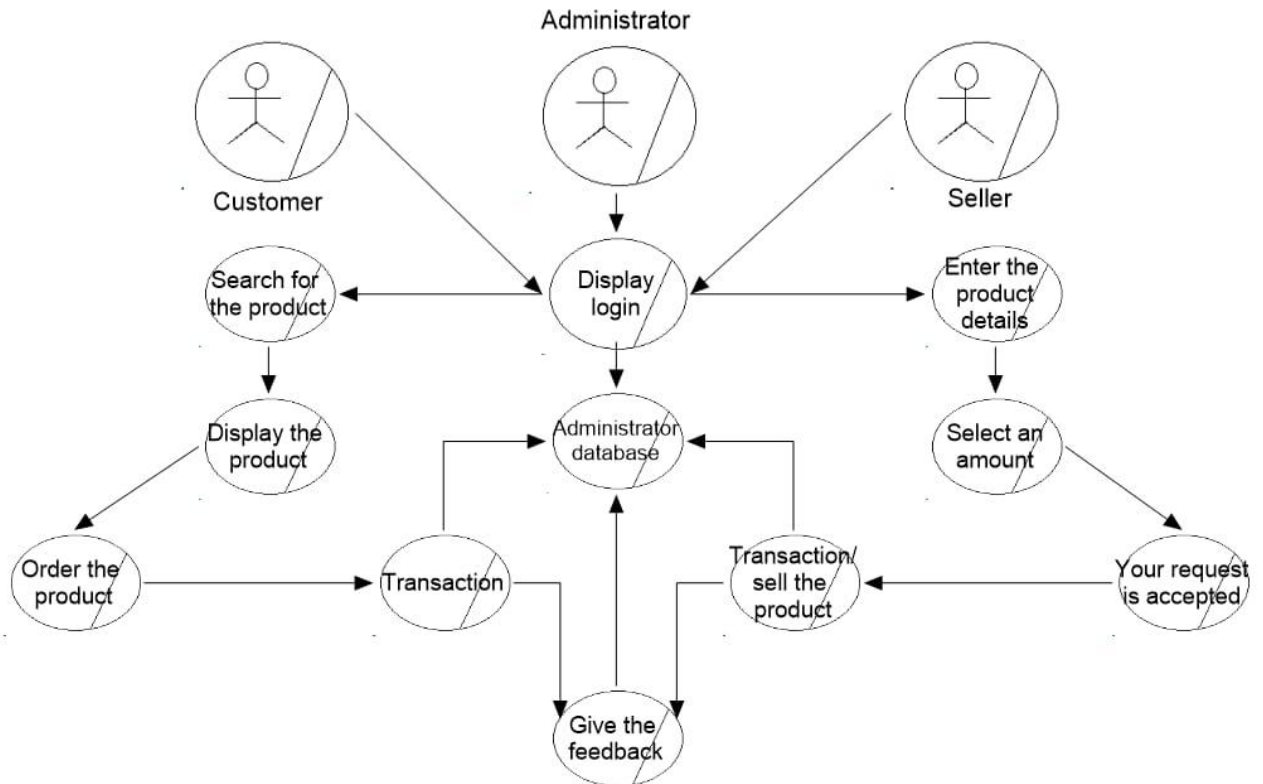 Administrator
Customer
Seller
Search for
the product
Display
login
Enter the
product
details
Display the
product
Administrator
database
Select an
amount
Order the
product
Transaction
Transaction/
sell the
product
Your request
is accepted
Give the
feedback